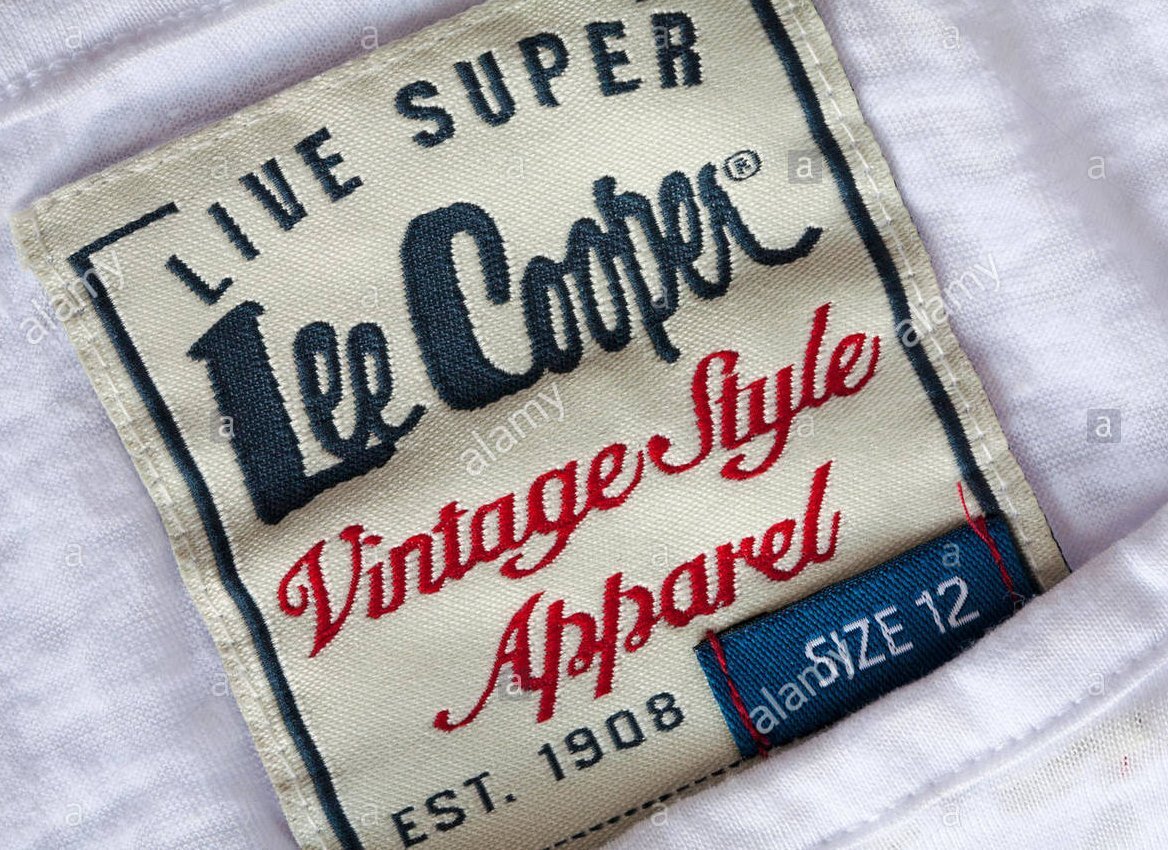 LIVE SUPER
Lee Cooper®
Vintage Style
Apparel
SIZE 12
EST. 1908
alamy
alamy
alamy
alamy